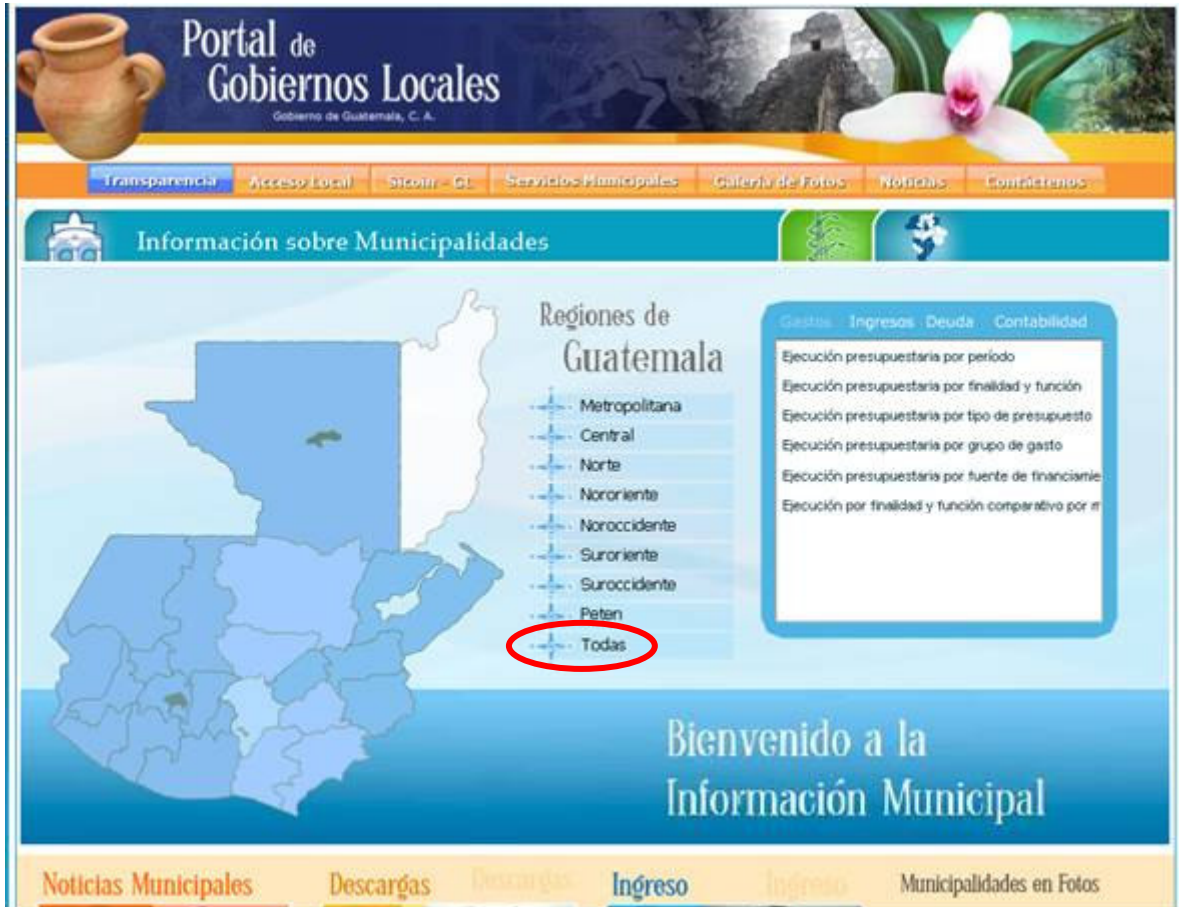 Portal de
Gobiernos Locales
Gobierno de Guatemala, C. A.
Transparencia Acceso Local Sicoin - GL Servicios Municipales Galería de Fotos Noticias Contáctenos
Información sobre Municipalidades
Regiones de
Guatemala
Metropolitana
Central
Norte
Nororiente
Noroccidente
Suroriente
Suroccidente
Peten
Todas
Gastos Ingresos Deuda Contabilidad
Ejecución presupuestaria por período
Ejecución presupuestaria por finalidad y función
Ejecución presupuestaria por tipo de presupuesto
Ejecución presupuestaria por grupo de gasto
Ejecución presupuestaria por fuente de financiamie
Ejecución por finalidad y función comparativo por m
Bienvenido a la
Información Municipal
Noticias Municipales Descargas Descargas Ingreso Ingreso Municipalidades en Fotos